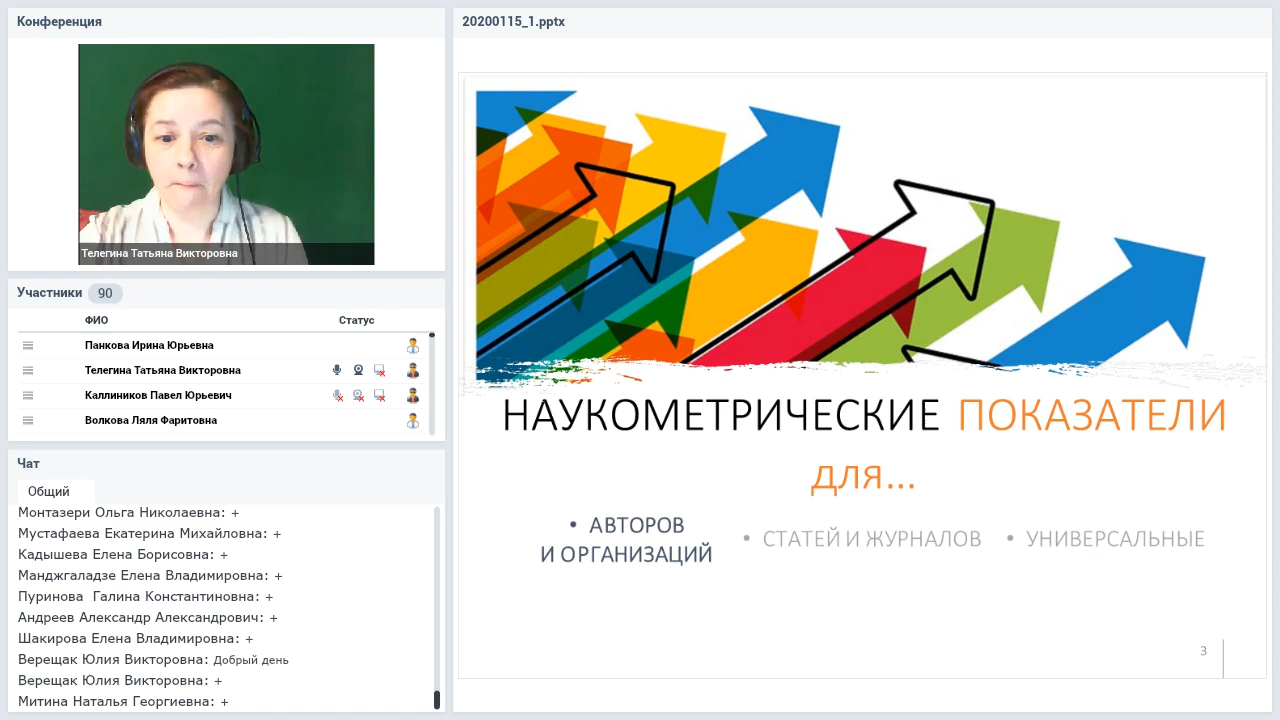 Конференция
Телегина Татьяна Викторовна
Участники 90
ФИО Статус
Панкова Ирина Юрьевна
Телегина Татьяна Викторовна
Каллиников Павел Юрьевич
Волкова Ляля Фаритовна
Чат
Общий
Монтазери Ольга Николаевна: +
Мустафаева Екатерина Михайловна: +
Кадышева Елена Борисовна: +
Манджгаладзе Елена Владимировна: +
Пуринова Галина Константиновна: +
Андреев Александр Александрович: +
Шакирова Елена Владимировна: +
Верещак Юлия Викторовна: Добрый день
Верещак Юлия Викторовна: +
Митина Наталья Георгиевна: +
20200115_1.pptx
НАУКОМЕТРИЧЕСКИЕ ПОКАЗАТЕЛИ
ДЛЯ...
• АВТОРОВ
И ОРГАНИЗАЦИЙ
• СТАТЕЙ И ЖУРНАЛОВ
• УНИВЕРСАЛЬНЫЕ
3